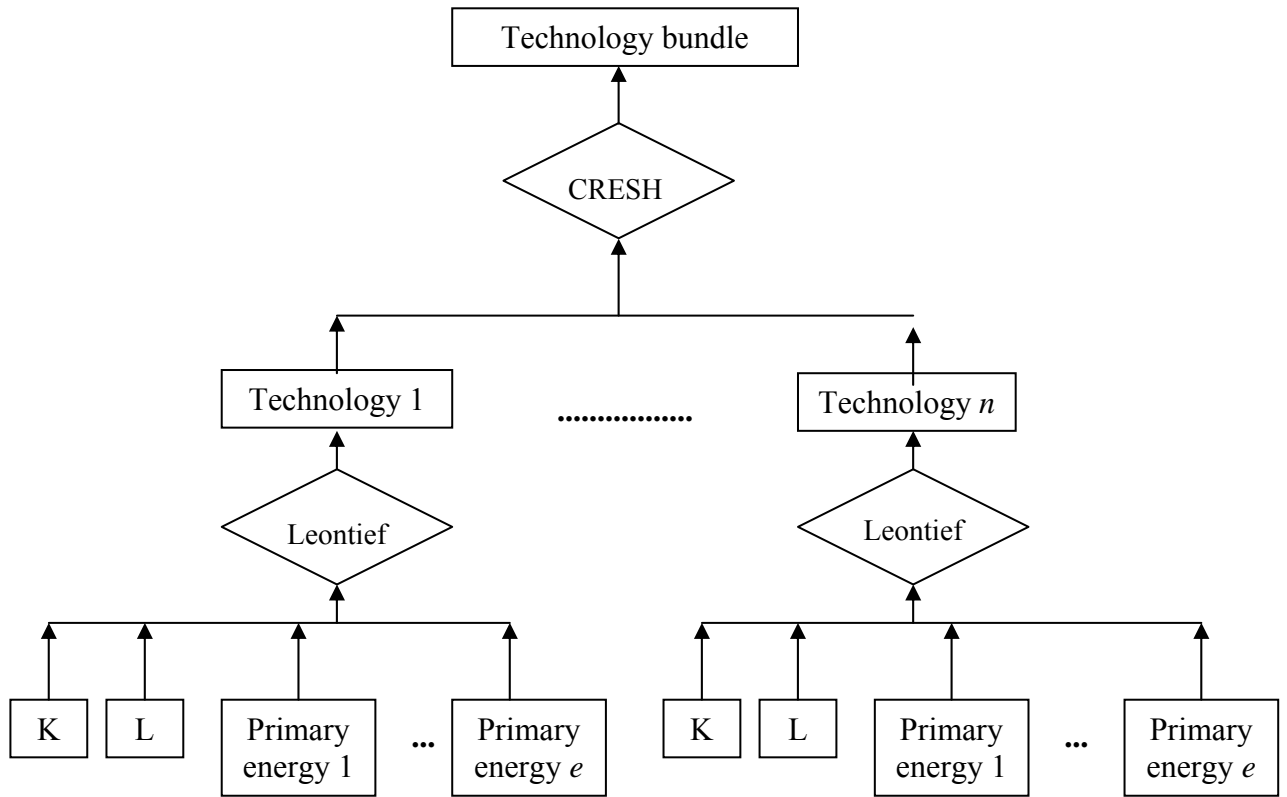 Technology bundle
CRESH
Technology 1
.................
Technology n
Leontief
Leontief
K
L
Primary
energy 1
...
Primary
energy e
K
L
Primary
energy 1
...
Primary
energy e